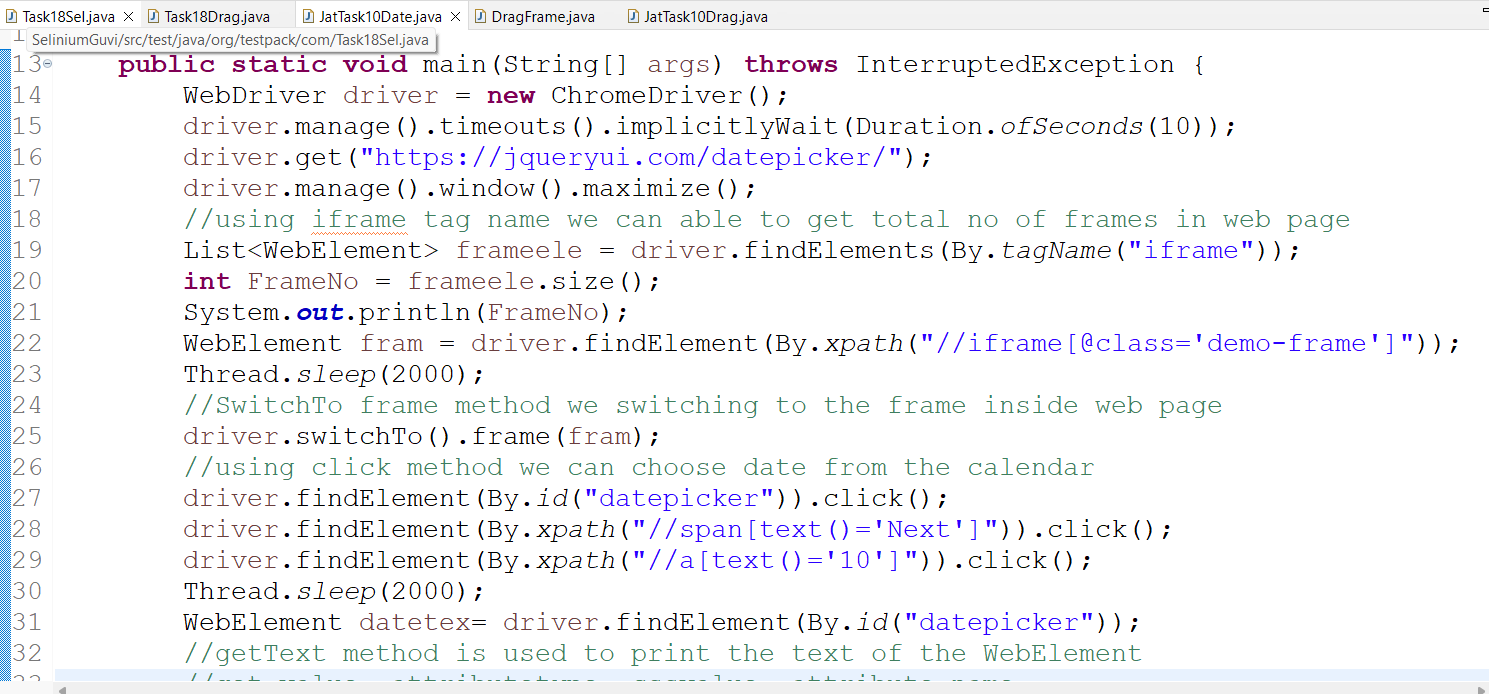 Task18Sel.java Task18Drag.java JatTask10Date.java DragFrame.java JatTask10Drag.java
SeliniumGuvi/src/test/java/org/testpack/com/Task18Sel.java
13 public static void main(String[] args) throws InterruptedException {
14 WebDriver driver = new ChromeDriver();
15 driver.manage().timeouts().implicitlyWait(Duration.ofSeconds(10));
16 driver.get("https://jqueryui.com/datepicker/");
17 driver.manage().window().maximize();
18 //using iframe tag name we can able to get total no of frames in web page
19 List<WebElement> frameele = driver.findElements(By.tagName("iframe"));
20 int FrameNo = frameele.size();
21 System.out.println(FrameNo);
22 WebElement fram = driver.findElement(By.xpath("//iframe[@class='demo-frame']"));
23 Thread.sleep(2000);
24 //SwitchTo frame method we switching to the frame inside web page
25 driver.switchTo().frame(fram);
26 //using click method we can choose date from the calendar
27 driver.findElement(By.id("datepicker")).click();
28 driver.findElement(By.xpath("//span[text()='Next']")).click();
29 driver.findElement(By.xpath("//a[text()='10']")).click();
30 Thread.sleep(2000);
31 WebElement datetex= driver.findElement(By.id("datepicker"));
32 //getText method is used to print the text of the WebElement